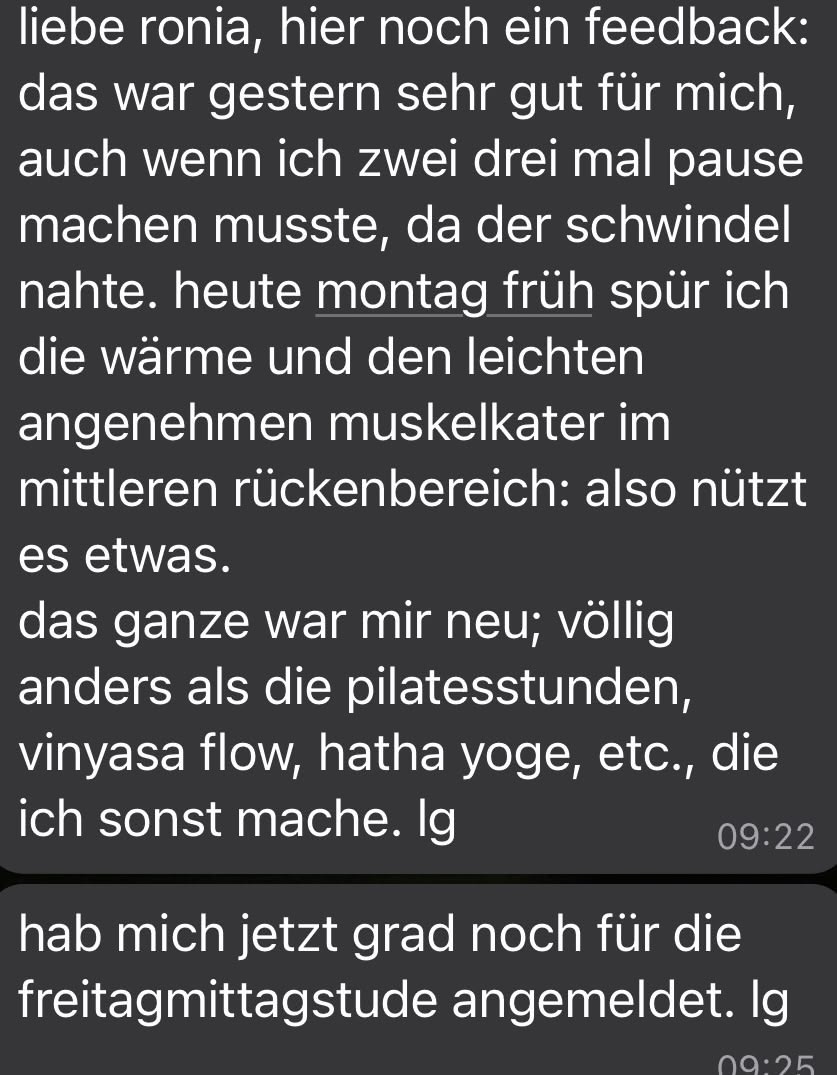 liebe ronia, hier noch ein feedback:
das war gestern sehr gut für mich,
auch wenn ich zwei drei mal pause
machen musste, da der schwindel
nahte. heute montag früh spür ich
die wärme und den leichten
angenehmen muskelkater im
mittleren rückenbereich: also nützt
es etwas.
das ganze war mir neu; völlig
anders als die pilatesstunden,
vinyasa flow, hatha yoge, etc., die
ich sonst mache. lg
09:22
hab mich jetzt grad noch für die
freitagmittagstude angemeldet. lg
09:25